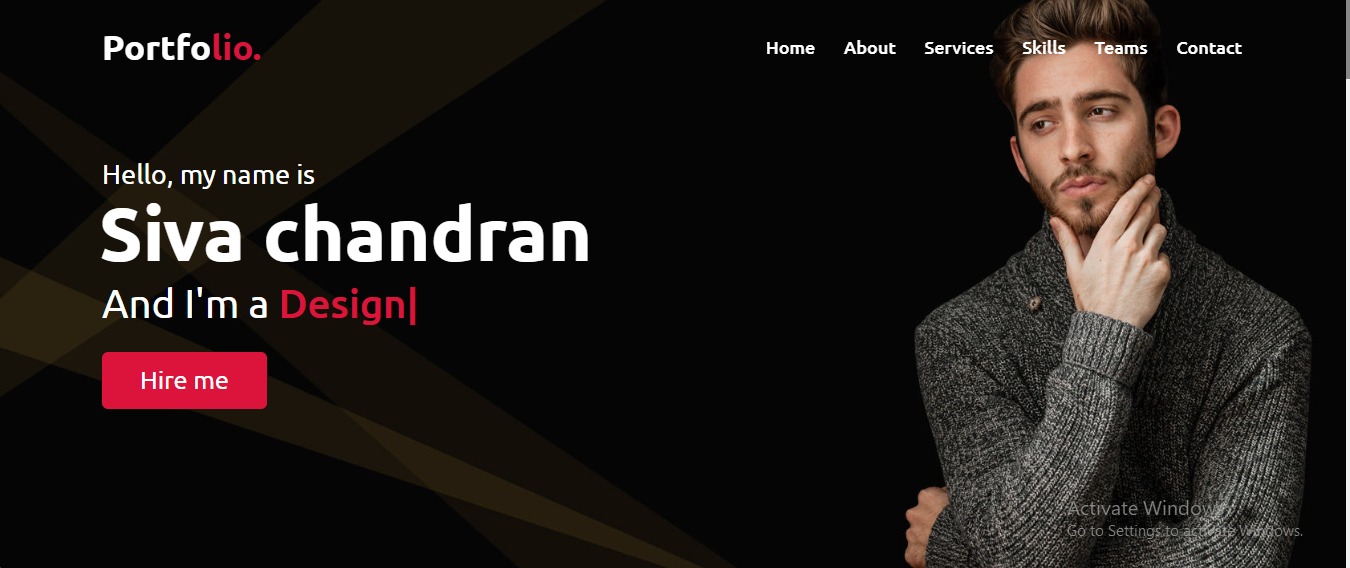 Portfolio.
Home About Services Skills Teams Contact
Hello, my name is
Siva chandran
And I'm a Design|
Hire me
Activate Windows
Go to Settings to activate Windows.